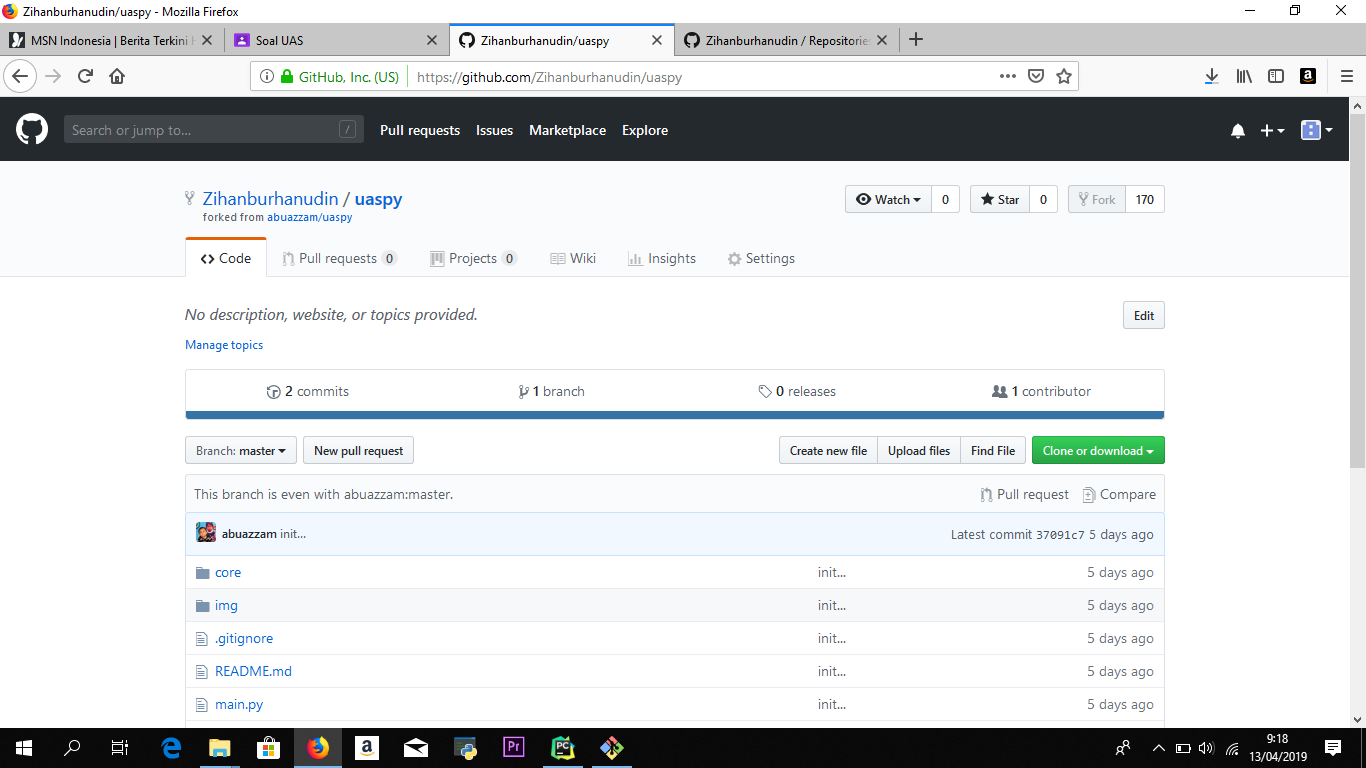 Zihanburhanudin/uaspy - Mozilla Firefox
MSN Indonesia | Berita Terkini
Soal UAS
Zihanburhanudin/uaspy
Zihanburhanudin / Repositories
GitHub, Inc. (US)
https://github.com/Zihanburhanudin/uaspy
Search or jump to...
/
Pull requests
Issues
Marketplace
Explore
Zihanburhanudin / uaspy
forked from abuazzam/uaspy
Watch
0
Star
0
Fork
170
Code
Pull requests 0
Projects 0
Wiki
Insights
Settings
No description, website, or topics provided.
Edit
Manage topics
2 commits
1 branch
0 releases
1 contributor
Branch: master
New pull request
Create new file
Upload files
Find File
Clone or download
This branch is even with abuazzam:master.
Pull request
Compare
abuazzam init...
Latest commit 37091c7 5 days ago
core
init...
5 days ago
img
init...
5 days ago
.gitignore
init...
5 days ago
README.md
init...
5 days ago
main.py
init...
5 days ago
Pr
PC
9:18
13/04/2019